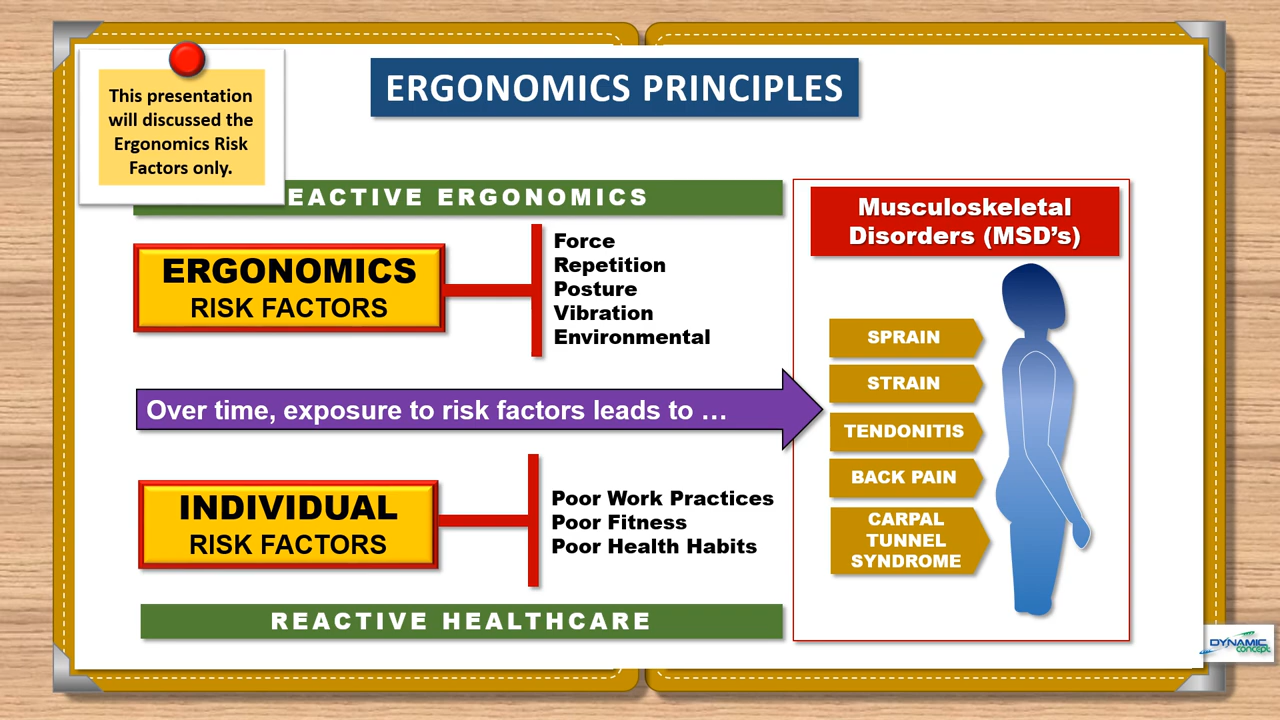 This presentation
will discussed the
Ergonomics Risk
Factors only.
ERGONOMICS PRINCIPLES
EACTIVE ERGONOMICS
ERGONOMICS
RISK FACTORS
Force
Repetition
Posture
Vibration
Environmental
Over time, exposure to risk factors leads to …
INDIVIDUAL
RISK FACTORS
Poor Work Practices
Poor Fitness
Poor Health Habits
REACTIVE HEALTHCARE
Musculoskeletal
Disorders (MSD’s)
SPRAIN
STRAIN
TENDONITIS
BACK PAIN
CARPAL
TUNNEL
SYNDROME
DYNAMIC
concept